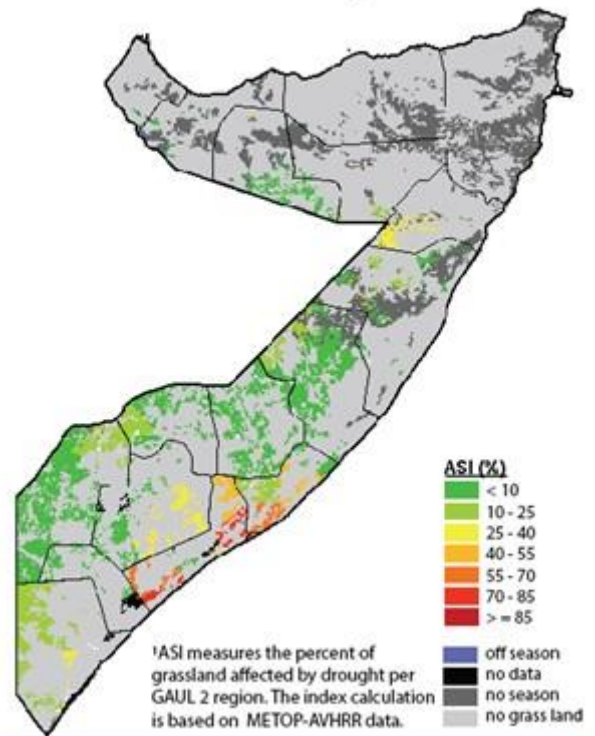 ASI (%)
< 10
10 - 25
25 - 40
40 - 55
55 - 70
70 - 85
> = 85
off season
no data
no season
no grass land
¹ASI measures the percent of
grassland affected by drought per
GAUL 2 region. The index calculation
is based on METOP-AVHRR data.